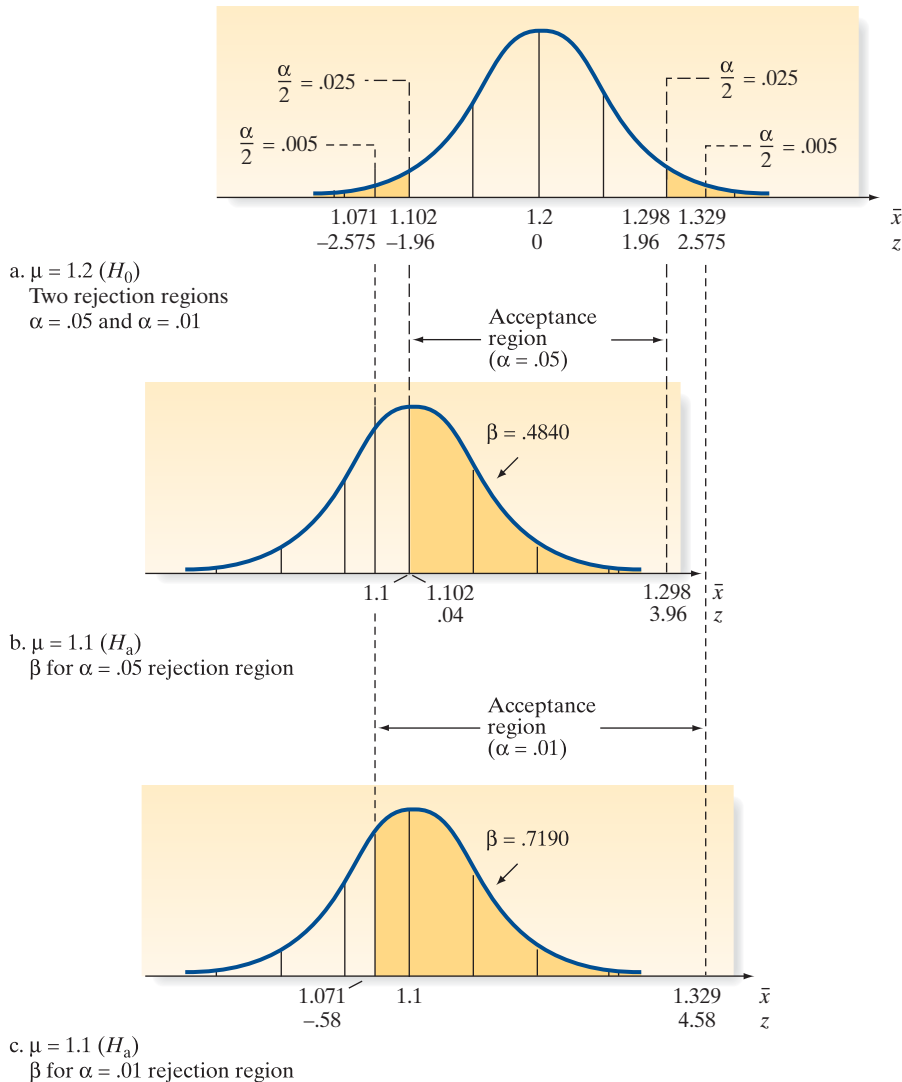 α/2 = .025
α/2 = .025
α/2 = .005
α/2 = .005
1.071 1.102 1.2 1.298 1.329 x̄
–2.575 –1.96 0 1.96 2.575 z
a. μ = 1.2 (H₀)
Two rejection regions
α = .05 and α = .01
Acceptance
region
(α = .05)
β = .4840
1.1 1.102 1.298 x̄
.04 3.96 z
b. μ = 1.1 (Hₐ)
β for α = .05 rejection region
Acceptance
region
(α = .01)
β = .7190
1.071 1.1 1.329 x̄
–.58 4.58 z
c. μ = 1.1 (Hₐ)
β for α = .01 rejection region